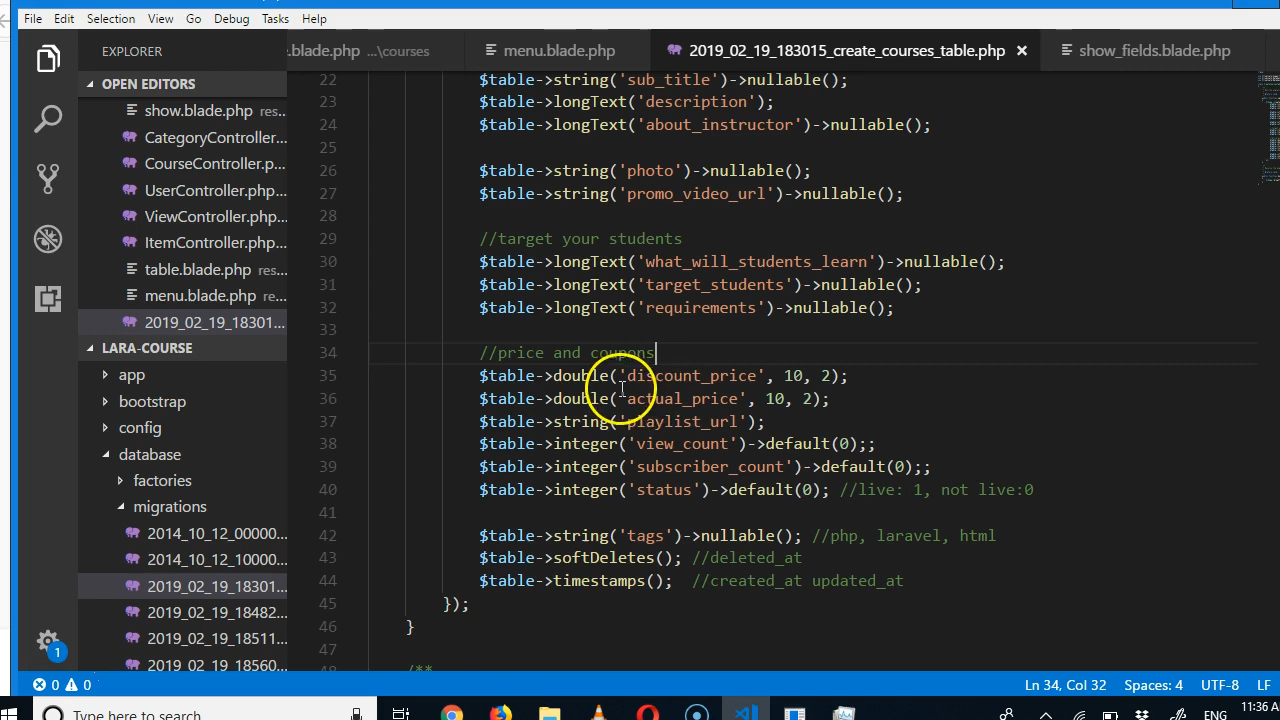 File Edit Selection View Go Debug Tasks Help
EXPLORER
.blade.php ...\courses
menu.blade.php
2019_02_19_183015_create_courses_table.php
show_fields.blade.php
OPEN EDITORS
show.blade.php res...
CategoryController...
CourseController.p...
UserController.php...
ViewController.php...
ItemController.php...
table.blade.php res...
menu.blade.php re...
2019_02_19_18301...
LARA-COURSE
app
bootstrap
config
database
factories
migrations
2014_10_12_00000...
2014_10_12_10000...
2019_02_19_18301...
2019_02_19_18482...
2019_02_19_18511...
2019_02_19_18560...
22 $table->string('sub_title')->nullable();
23 $table->longText('description');
24 $table->longText('about_instructor')->nullable();
25
26 $table->string('photo')->nullable();
27 $table->string('promo_video_url')->nullable();
28
29 //target your students
30 $table->longText('what_will_students_learn')->nullable();
31 $table->longText('target_students')->nullable();
32 $table->longText('requirements')->nullable();
33
34 //price and coupons
35 $table->double('discount_price', 10, 2);
36 $table->double('actual_price', 10, 2);
37 $table->string('playlist_url');
38 $table->integer('view_count')->default(0);;
39 $table->integer('subscriber_count')->default(0);;
40 $table->integer('status')->default(0); //live: 1, not live:0
41
42 $table->string('tags')->nullable(); //php, laravel, html
43 $table->softDeletes(); //deleted_at
44 $table->timestamps(); //created_at updated_at
45 });
46 }
47
48 /**
1
0 0
Ln 34, Col 32 Spaces: 4 UTF-8 LF
Type here to search
ENG
11:36 A